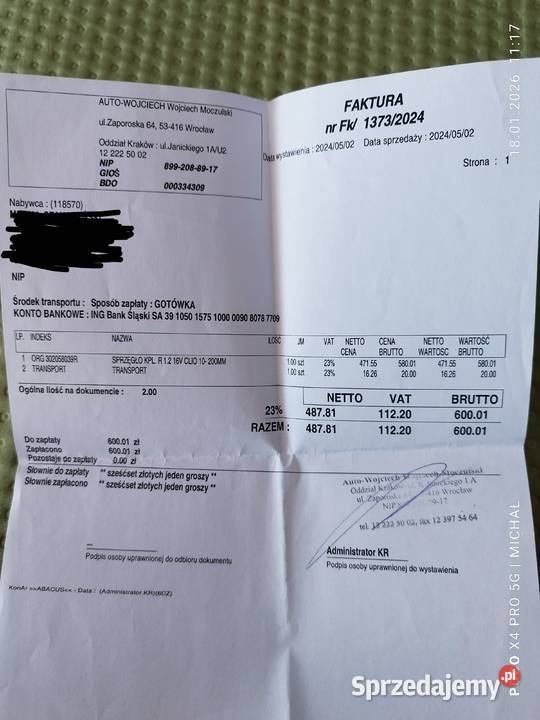 AUTO-WOJCIECH Wojciech Moczulski
ul.Zaporoska 64, 53-416 Wrocław
Oddział Kraków : ul.Janickiego 1A/U2
12 222 50 02
NIP 899-208-89-17
GIOŚ
BDO 000334309
FAKTURA
nr Fk/ 1373/2024
Data wystawienia : 2024/05/02 Data sprzedaży : 2024/05/02
Strona : 1
Nabywca : (118570)
NIP
Środek transportu : Sposób zapłaty : GOTÓWKA
KONTO BANKOWE : ING Bank Śląski SA 39 1050 1575 1000 0090 8078 7709
LP. INDEKS NAZWA ILOŚĆ JM VAT NETTO CENA CENA BRUTTO NETTO WARTOŚC WARTOŚĆ BRUTTO
1 ORG 302058039R SPRZĘGŁO KPL. R 1.2 16V CLIO 10- 200MM 1.00 szt 23% 471.55 580.01 471.55 580.01
2 TRANSPORT TRANSPORT 1.00 szt 23% 16.26 20.00 16.26 20.00
Ogólna Ilość na dokumencie : 2.00
NETTO VAT BRUTTO
23% 487.81 112.20 600.01
RAZEM : 487.81 112.20 600.01
Do zapłaty 600.01 zł
Zapłacono 600.01 zł
Pozostaje do zapłaty 0.00 zł
Słownie do zapłaty ** sześćset złotych jeden groszy **
Słownie zapłacono ** sześćset złotych jeden groszy **
Auto-Wojciech Wojciech Moczulski
Oddział Kraków, ul. Janickiego 1 A
ul. Zaporoska 64, 53-416 Wrocław
tel. 12 222 50 02, fax 12 397 54 64
Administrator KR
Podpis osoby uprawnionej do odbioru dokumentu
Podpis osoby uprawnionej do wystawienia
KonAr >>ABACUS<< - Data : (Administrator KR)(6OZ)
18.01.2026 11:17
POCO X4 PRO 5G | MICHAŁ
Sprzedajemy.pl